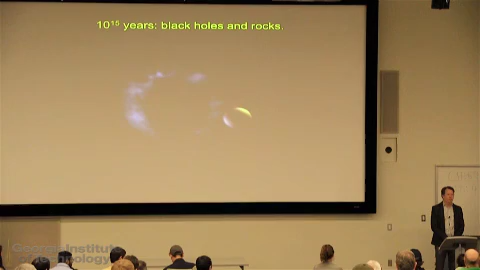 10¹⁵ years: black holes and rocks.
Georgia Institute
of Technology